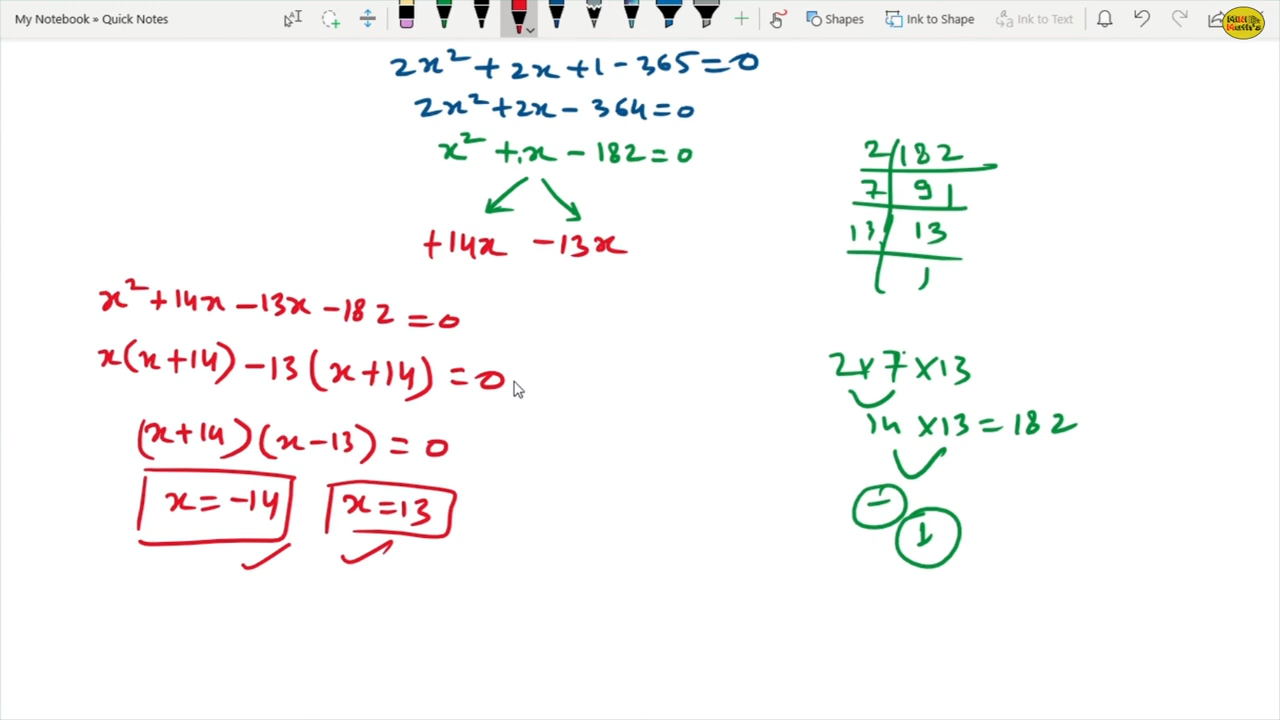 My Notebook » Quick Notes
Shapes
Ink to Shape
Ink to Text
2x² + 2x + 1 - 365 = 0
2x² + 2x - 364 = 0
x² + x - 182 = 0
+14x -13x
x² + 14x - 13x - 182 = 0
x(x+14) - 13(x+14) = 0
(x+14)(x-13) = 0
x = -14 x = 13
2 182
7 91
13 13
1
2 x 7 x 13
14 x 13 = 182
-
1